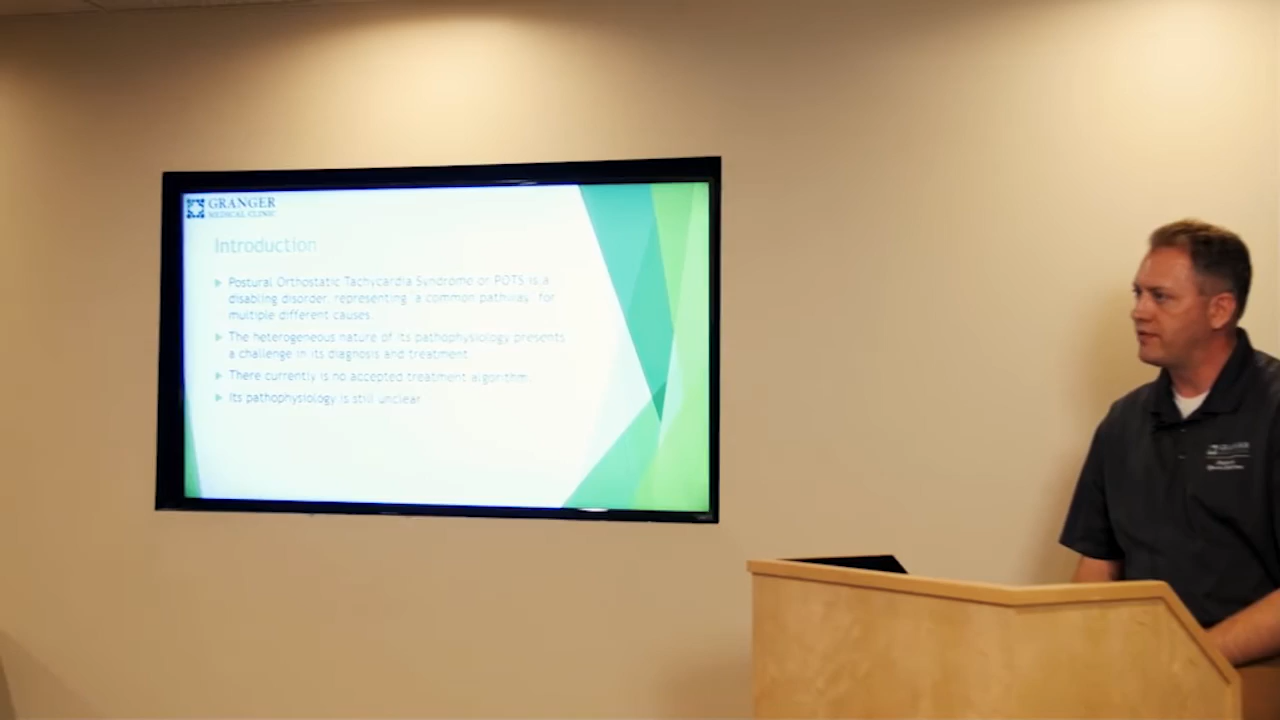 GRANGER
MEDICAL CLINIC
Introduction
Postural Orthostatic Tachycardia Syndrome or POTS is a
disabling disorder, representing a common pathway for
multiple different causes.
The heterogeneous nature of its pathophysiology presents
a challenge in its diagnosis and treatment
There currently is no accepted treatment algorithm.
Its pathophysiology is still unclear
GRANGER